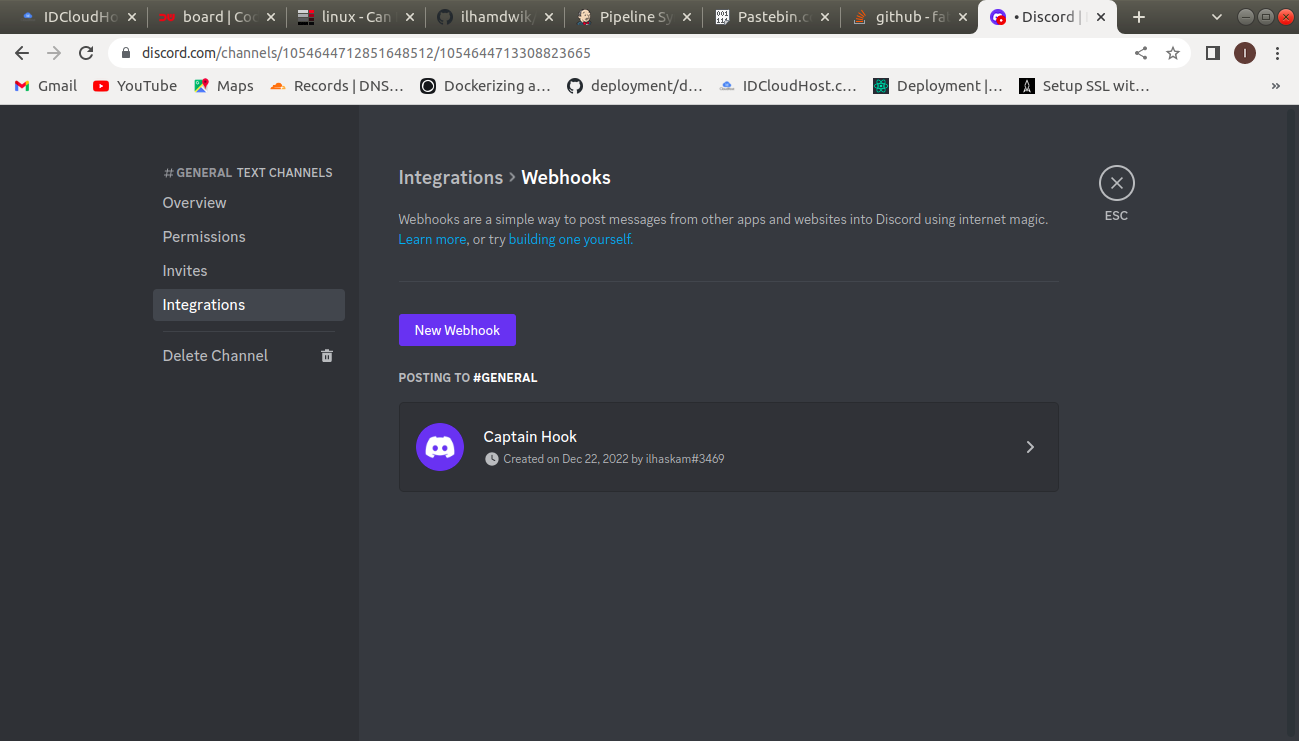 IDCloudHo
board | Coc
linux - Can
ilhamdwik
Pipeline Sy
Pastebin.c
github - fat
• Discord |
discord.com/channels/1054644712851648512/1054644713308823665
I
Gmail
YouTube
Maps
Records | DNS...
Dockerizing a...
deployment/d...
IDCloudHost.c...
Deployment |...
Setup SSL wit...
»
# GENERAL TEXT CHANNELS
Overview
Permissions
Invites
Integrations
Delete Channel
Integrations > Webhooks
Webhooks are a simple way to post messages from other apps and websites into Discord using internet magic.
Learn more, or try building one yourself.
ESC
New Webhook
POSTING TO #GENERAL
Captain Hook
Created on Dec 22, 2022 by ilhaskam#3469